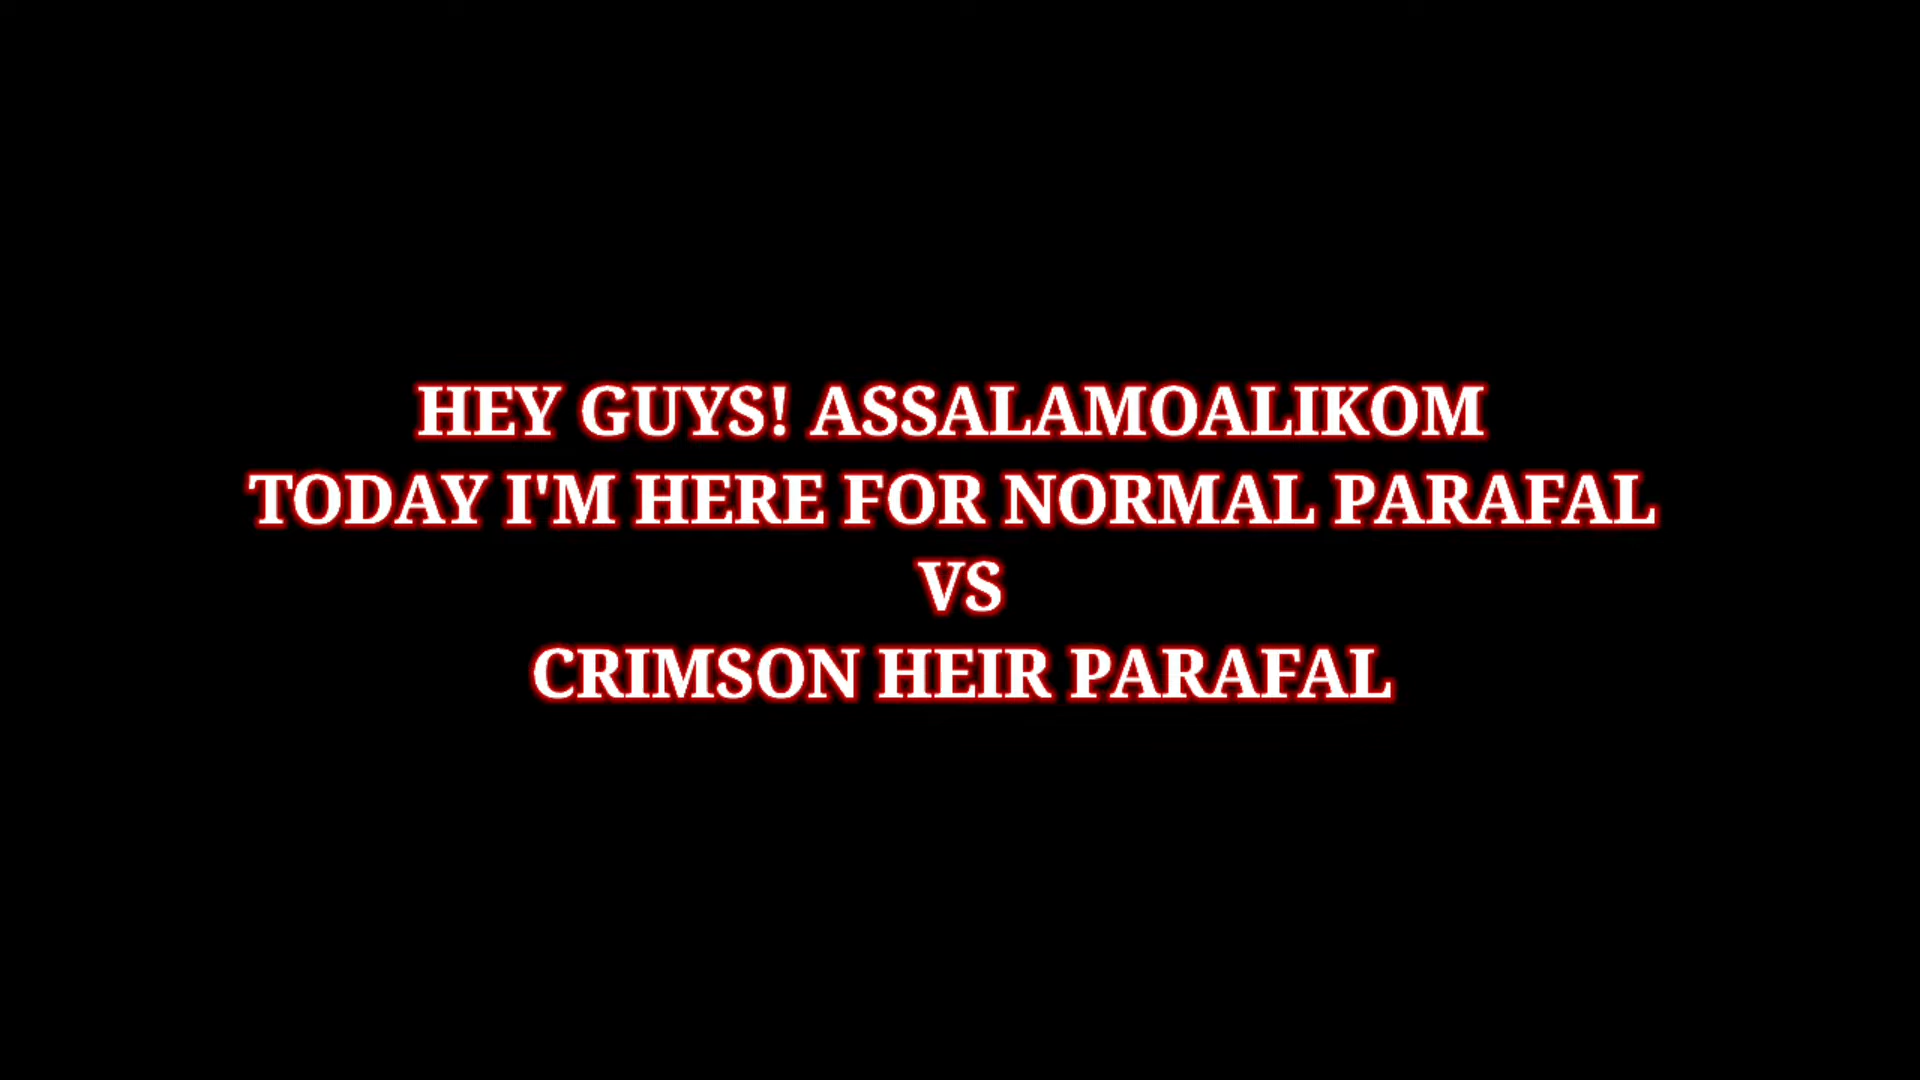 HEY GUYS! ASSALAMOALIKOM
TODAY I'M HERE FOR NORMAL PARAFAL
VS
CRIMSON HEIR PARAFAL